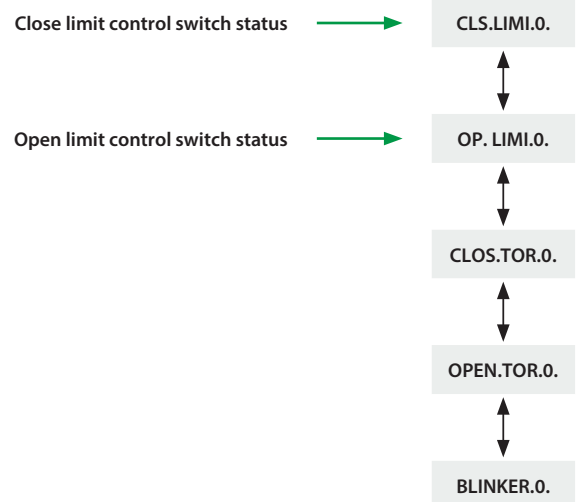 Close limit control switch status
CLS.LIMI.0.
Open limit control switch status
OP. LIMI.0.
CLOS.TOR.0.
OPEN.TOR.0.
BLINKER.0.